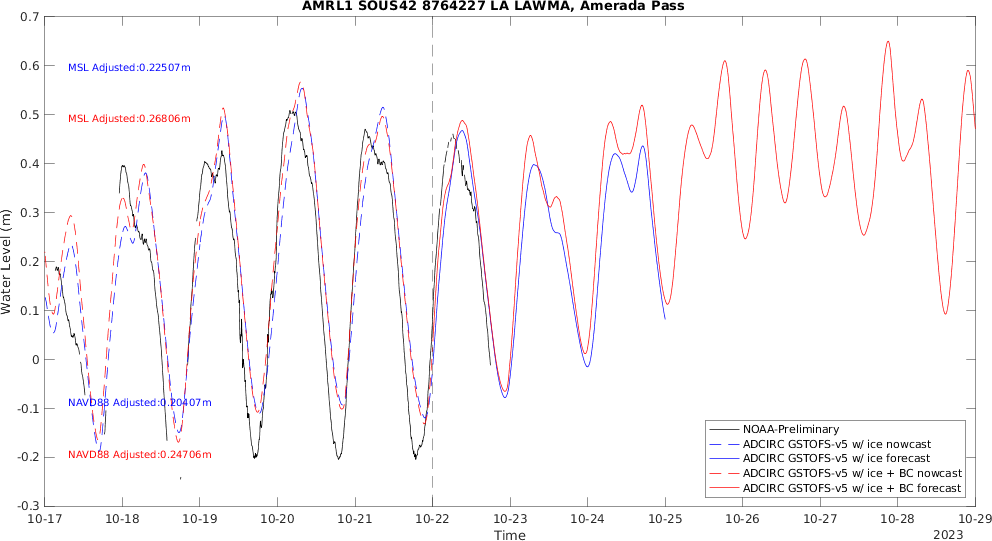 AMRL1 SOUS42 8764227 LA LAWMA, Amerada Pass
0.7
0.6
0.5
0.4
0.3
0.2
0.1
0
-0.1
-0.2
-0.3
Water Level (m)
MSL Adjusted:0.22507m
MSL Adjusted:0.26806m
NAVD88 Adjusted:0.20407m
NAVD88 Adjusted:0.24706m
NOAA-Preliminary
ADCIRC GSTOFS-v5 w/ ice nowcast
ADCIRC GSTOFS-v5 w/ ice forecast
ADCIRC GSTOFS-v5 w/ ice + BC nowcast
ADCIRC GSTOFS-v5 w/ ice + BC forecast
10-17 10-18 10-19 10-20 10-21 10-22 10-23 10-24 10-25 10-26 10-27 10-28 10-29
Time
2023